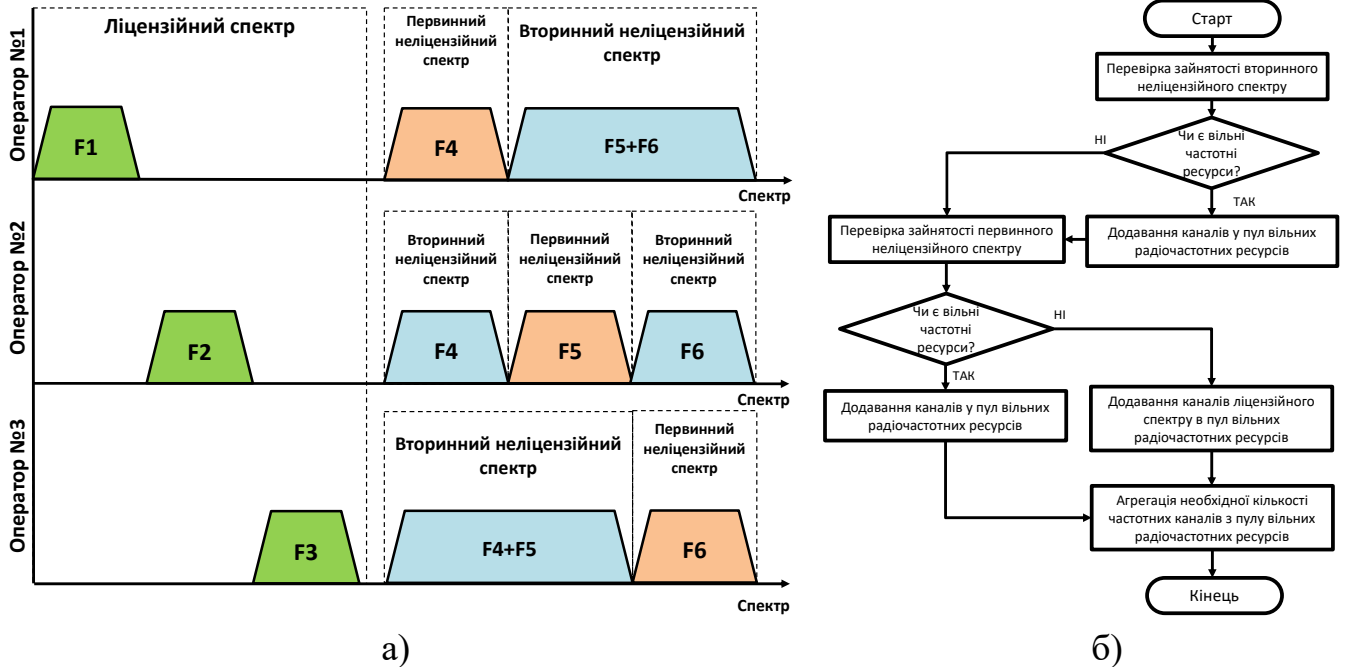 Оператор №1
Ліцензійний спектр
Первинний
неліцензійний
спектр
Вторинний неліцензійний
спектр
F1
F4
F5+F6
Спектр
Оператор №2
Вторинний
неліцензійний
спектр
Первинний
неліцензійний
спектр
Вторинний
неліцензійний
спектр
F2
F4
F5
F6
Спектр
Оператор №3
Вторинний неліцензійний
спектр
Первинний
неліцензійний
спектр
F3
F4+F5
F6
Спектр
а)
Старт
Перевірка зайнятості вторинного
неліцензійного спектру
Чи є вільні
частотні
ресурси?
НІ
ТАК
Перевірка зайнятості первинного
неліцензійного спектру
Додавання каналів у пул вільних
радіочастотних ресурсів
Чи є вільні
частотні
ресурси?
НІ
ТАК
Додавання каналів у пул вільних
радіочастотних ресурсів
Додавання каналів ліцензійного
спектру в пул вільних
радіочастотних ресурсів
Агрегація необхідної кількості
частотних каналів з пулу вільних
радіочастотних ресурсів
Кінець
б)